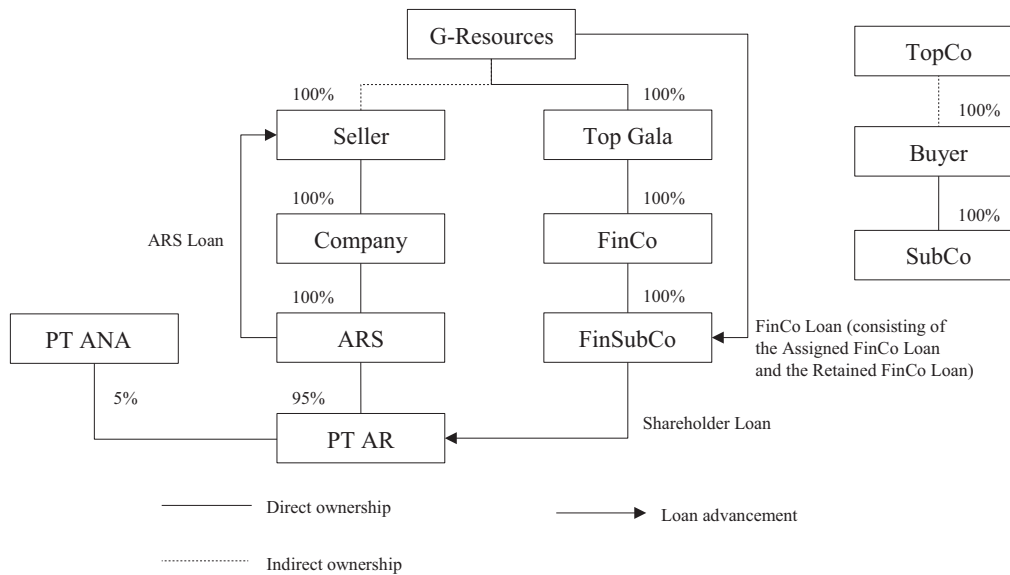 G-Resources
TopCo
100%
100%
100%
Seller
Top Gala
Buyer
100%
100%
100%
ARS Loan
Company
FinCo
SubCo
100%
100%
PT ANA
ARS
FinSubCo
FinCo Loan (consisting of
the Assigned FinCo Loan
and the Retained FinCo Loan)
5%
95%
Shareholder Loan
PT AR
Direct ownership
Loan advancement
Indirect ownership